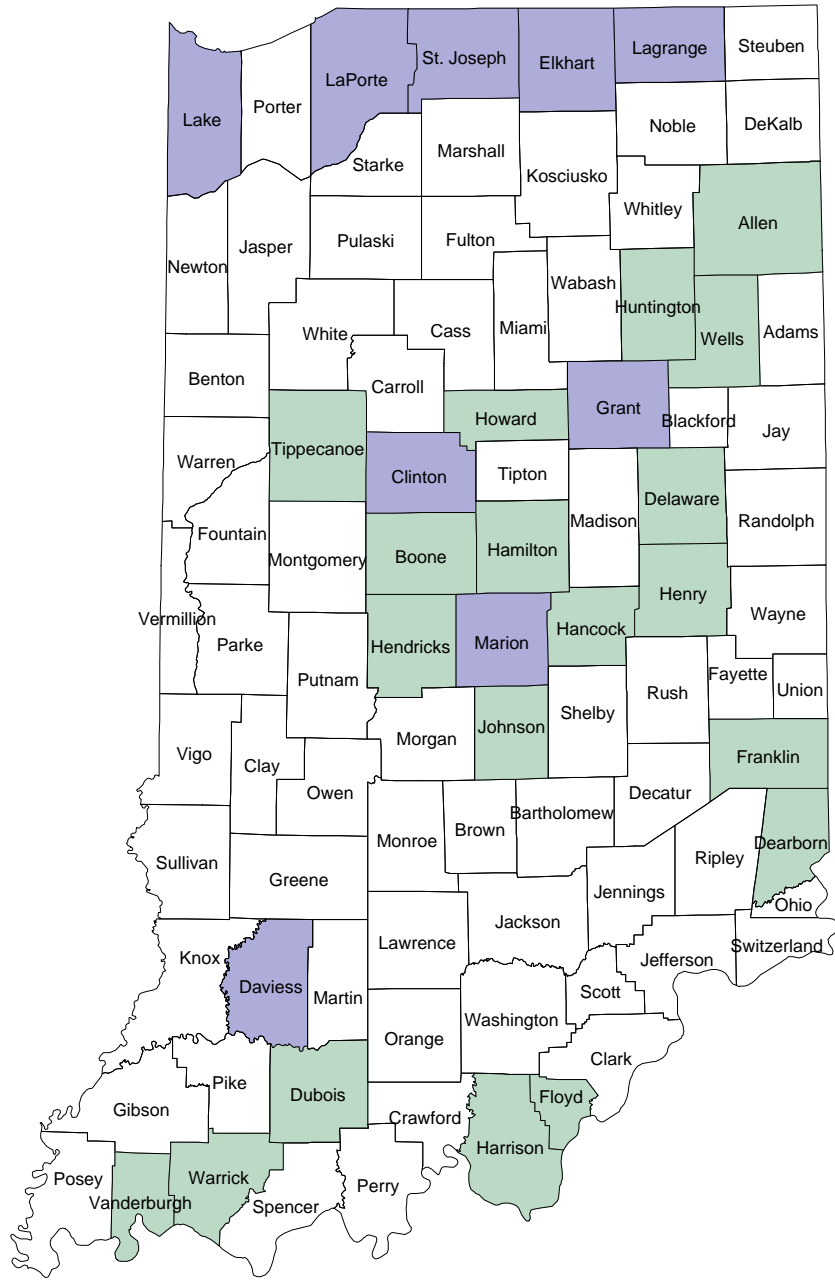 Steuben
Lagrange
St. Joseph
Elkhart
LaPorte
Porter
Lake
DeKalb
Noble
Marshall
Starke
Kosciusko
Whitley
Allen
Pulaski
Fulton
Jasper
Newton
Wabash
Huntington
Miami
Cass
White
Adams
Wells
Benton
Carroll
Grant
Howard
Blackford
Jay
Tippecanoe
Warren
Clinton
Tipton
Delaware
Madison
Randolph
Fountain
Montgomery
Boone
Hamilton
Henry
Wayne
Vermillion
Parke
Hendricks
Marion
Hancock
Putnam
Rush
Fayette
Union
Shelby
Johnson
Morgan
Vigo
Clay
Franklin
Owen
Decatur
Bartholomew
Brown
Monroe
Dearborn
Ripley
Sullivan
Greene
Jennings
Ohio
Jackson
Lawrence
Switzerland
Jefferson
Knox
Daviess
Martin
Scott
Washington
Orange
Clark
Pike
Dubois
Floyd
Gibson
Crawford
Harrison
Warrick
Posey
Perry
Vanderburgh
Spencer